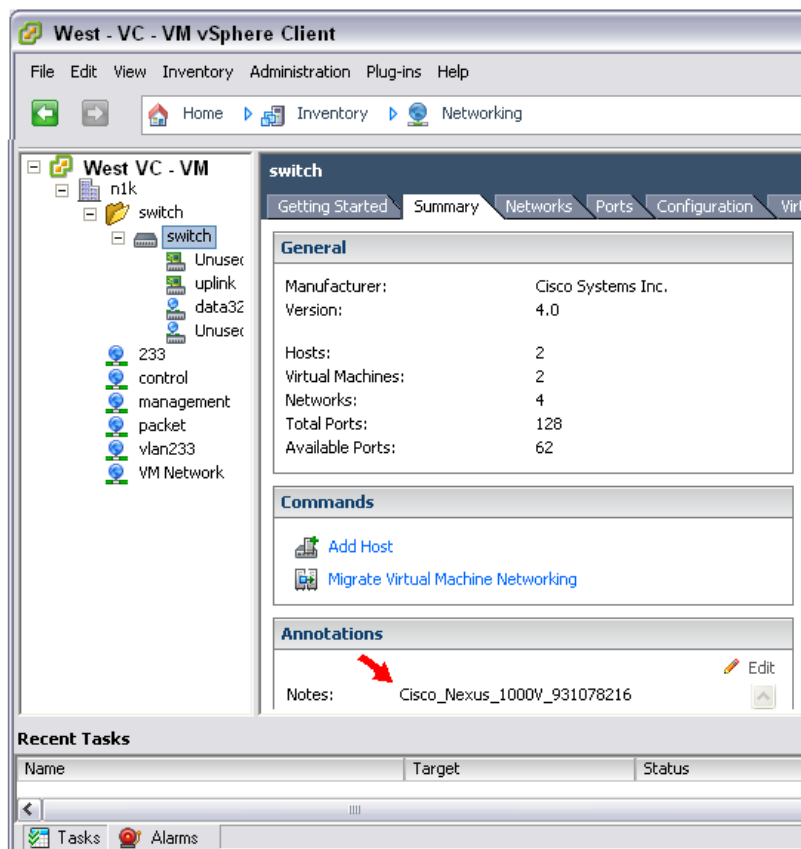 West - VC - VM vSphere Client
File Edit View Inventory Administration Plug-ins Help
Home Inventory Networking
West VC - VM
n1k
switch
switch
Unused
uplink
data32
Unused
233
control
management
packet
vlan233
VM Network
switch
Getting Started Summary Networks Ports Configuration Virt
General
Manufacturer: Cisco Systems Inc.
Version: 4.0
Hosts: 2
Virtual Machines: 2
Networks: 4
Total Ports: 128
Available Ports: 62
Commands
Add Host
Migrate Virtual Machine Networking
Annotations
Edit
Notes: Cisco_Nexus_1000V_931078216
Recent Tasks
Name Target Status
Tasks Alarms